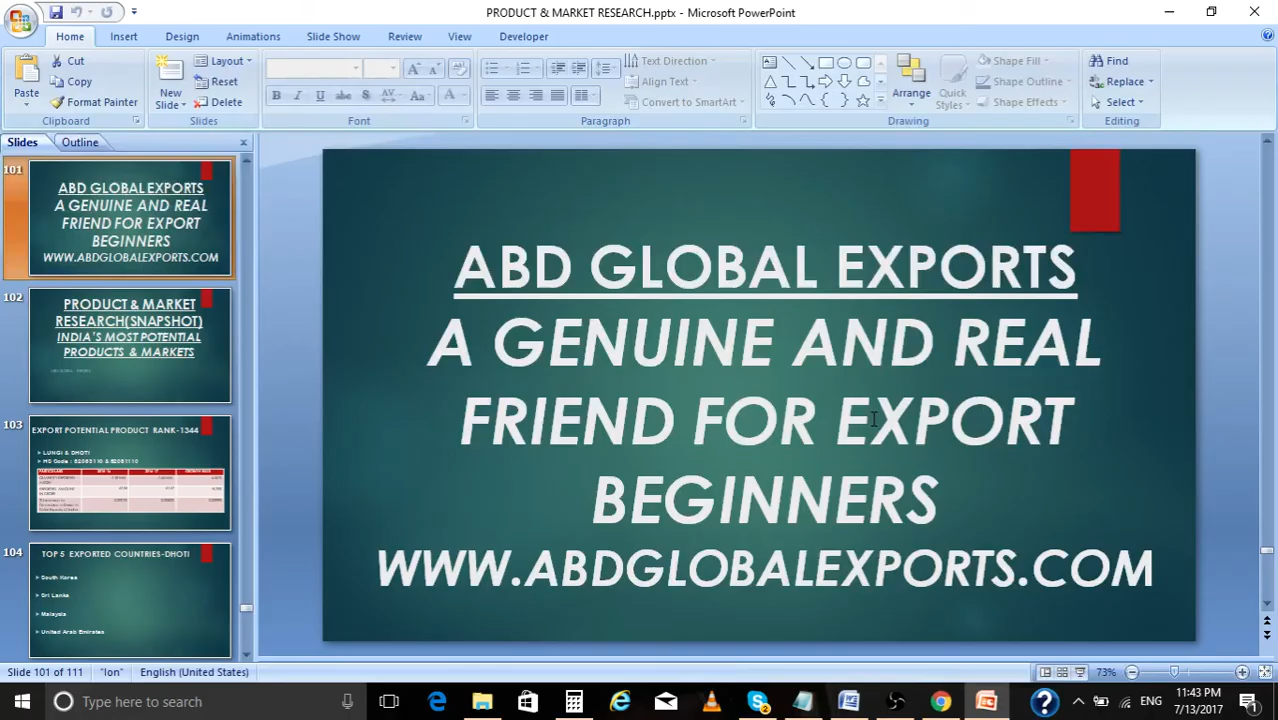 PRODUCT & MARKET RESEARCH.pptx - Microsoft PowerPoint
Home Insert Design Animations Slide Show Review View Developer
Cut
Copy
Format Painter
Paste
Clipboard
New
Slide
Layout
Reset
Delete
Slides
Font
Text Direction
Align Text
Convert to SmartArt
Paragraph
Arrange
Quick
Styles
Shape Fill
Shape Outline
Shape Effects
Drawing
Find
Replace
Select
Editing
Slides Outline
101
ABD GLOBAL EXPORTS
A GENUINE AND REAL
FRIEND FOR EXPORT
BEGINNERS
WWW.ABDGLOBALEXPORTS.COM
102
PRODUCT & MARKET
RESEARCH(SNAPSHOT)
INDIA'S MOST POTENTIAL
PRODUCTS & MARKETS
103
EXPORT POTENTIAL PRODUCT RANK-1344
LUNGI & DHOTI
104
TOP 5 EXPORTED COUNTRIES-DHOTI
South Korea
Sri Lanka
Malaysia
United Arab Emirates
ABD GLOBAL EXPORTS
A GENUINE AND REAL
FRIEND FOR EXPORT
BEGINNERS
WWW.ABDGLOBALEXPORTS.COM
Slide 101 of 111 "Ion" English (United States) 73%
Type here to search
ENG
11:43 PM
7/13/2017